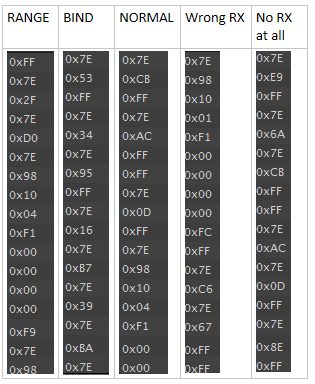 RANGE BIND NORMAL Wrong RX No RX at all
0xFF 0x7E 0x7E 0x7E 0x7E
0x7E 0x53 0xCB 0x98 0xE9
0x2F 0xFF 0xFF 0x10 0xFF
0x7E 0x7E 0x7E 0x01 0x7E
0xD0 0x34 0xAC 0xF1 0x6A
0x7E 0x7E 0xFF 0x00 0x7E
0x98 0x95 0xFF 0x00 0xCB
0x10 0xFF 0x7E 0x00 0xFF
0x04 0x7E 0x0D 0x00 0xFF
0xF1 0x16 0xFF 0xFC 0x7E
0x00 0x7E 0x7E 0xFF 0xAC
0x00 0xB7 0x98 0x7E 0x7E
0x00 0x7E 0x10 0xC6 0x0D
0x00 0x39 0x04 0x7E 0xFF
0xF9 0x7E 0xF1 0x67 0x7E
0x7E 0xBA 0x00 0xFF 0x8E
0x98 0x7E 0x00 0xFF 0xFF